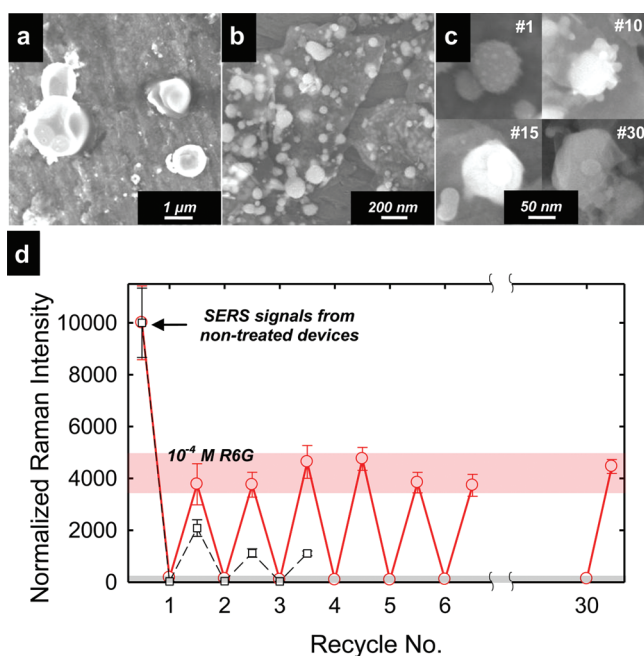 a
b
c
#1
#10
#15
#30
1 µm
200 nm
50 nm
d
10000
8000
6000
4000
2000
0
Normalized Raman Intensity
SERS signals from
non-treated devices
10⁻⁴ M R6G
1
2
3
4
5
6
30
Recycle No.